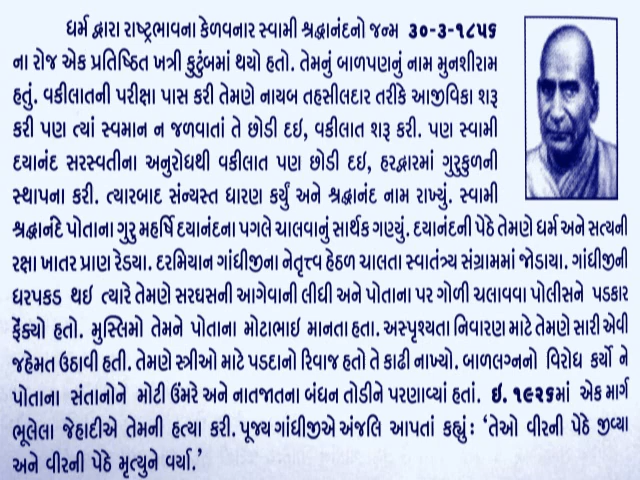 ધર્મ દ્વારા રાષ્ટ્રભાવના કેળવનાર સ્વામી શ્રદ્ધાનંદનો જન્મ ૩૦-૩-૧૮૫૬
ના રોજ એક પ્રતિષ્ઠિત ખત્રી કુટુંબમાં થયો હતો. તેમનું બાળપણનું નામ મુનશીરામ
હતું. વકીલાતની પરીક્ષા પાસ કરી તેમણે નાયબ તહસીલદાર તરીકે આજીવિકા શરૂ
કરી પણ ત્યાં સ્વમાન ન જળવાતાં તે છોડી દઇ, વકીલાત શરૂ કરી. પણ સ્વામી
દયાનંદ સરસ્વતીના અનુરોધથી વકીલાત પણ છોડી દઇ, હરદ્વારમાં ગુરુકુળની
સ્થાપના કરી. ત્યારબાદ સંન્યસ્ત ધારણ કર્યું અને શ્રદ્ધાનંદ નામ રાખ્યું. સ્વામી
શ્રદ્ધાનંદે પોતાના ગુરુ મહર્ષિ દયાનંદના પગલે ચાલવાનું સાર્થક ગણ્યું. દયાનંદની પેઠે તેમણે ધર્મ અને સત્યની
રક્ષા ખાતર પ્રાણ રેડયા. દરમિયાન ગાંધીજીના નેતૃત્ત્વ હેઠળ ચાલતા સ્વાતંત્ર્ય સંગ્રામમાં જોડાયા. ગાંધીજીની
ધરપકડ થઇ ત્યારે તેમણે સરઘસની આગેવાની લીધી અને પોતાના પર ગોળી ચલાવવા પોલીસને પડકાર
ફેંક્યો હતો. મુસ્લિમો તેમને પોતાના મોટાભાઇ માનતા હતા. અસ્પૃશ્યતા નિવારણ માટે તેમણે સારી એવી
જહેમત ઉઠાવી હતી. તેમણે સ્ત્રીઓ માટે પડદાનો રિવાજ હતો તે કાઢી નાખ્યો. બાળલગ્નનો વિરોધ કર્યો ને
પોતાના સંતાનોને મોટી ઉંમરે અને નાતજાતના બંધન તોડીને પરણાવ્યાં હતાં. ઇ. ૧૯૨૬માં એક માર્ગ
ભૂલેલા જેહાદીએ તેમની હત્યા કરી. પૂજ્ય ગાંધીજીએ અંજલિ આપતાં કહ્યું : ‘તેઓ વીરની પેઠે જીવ્યા
અને વીરની પેઠે મૃત્યુને વર્યા.’